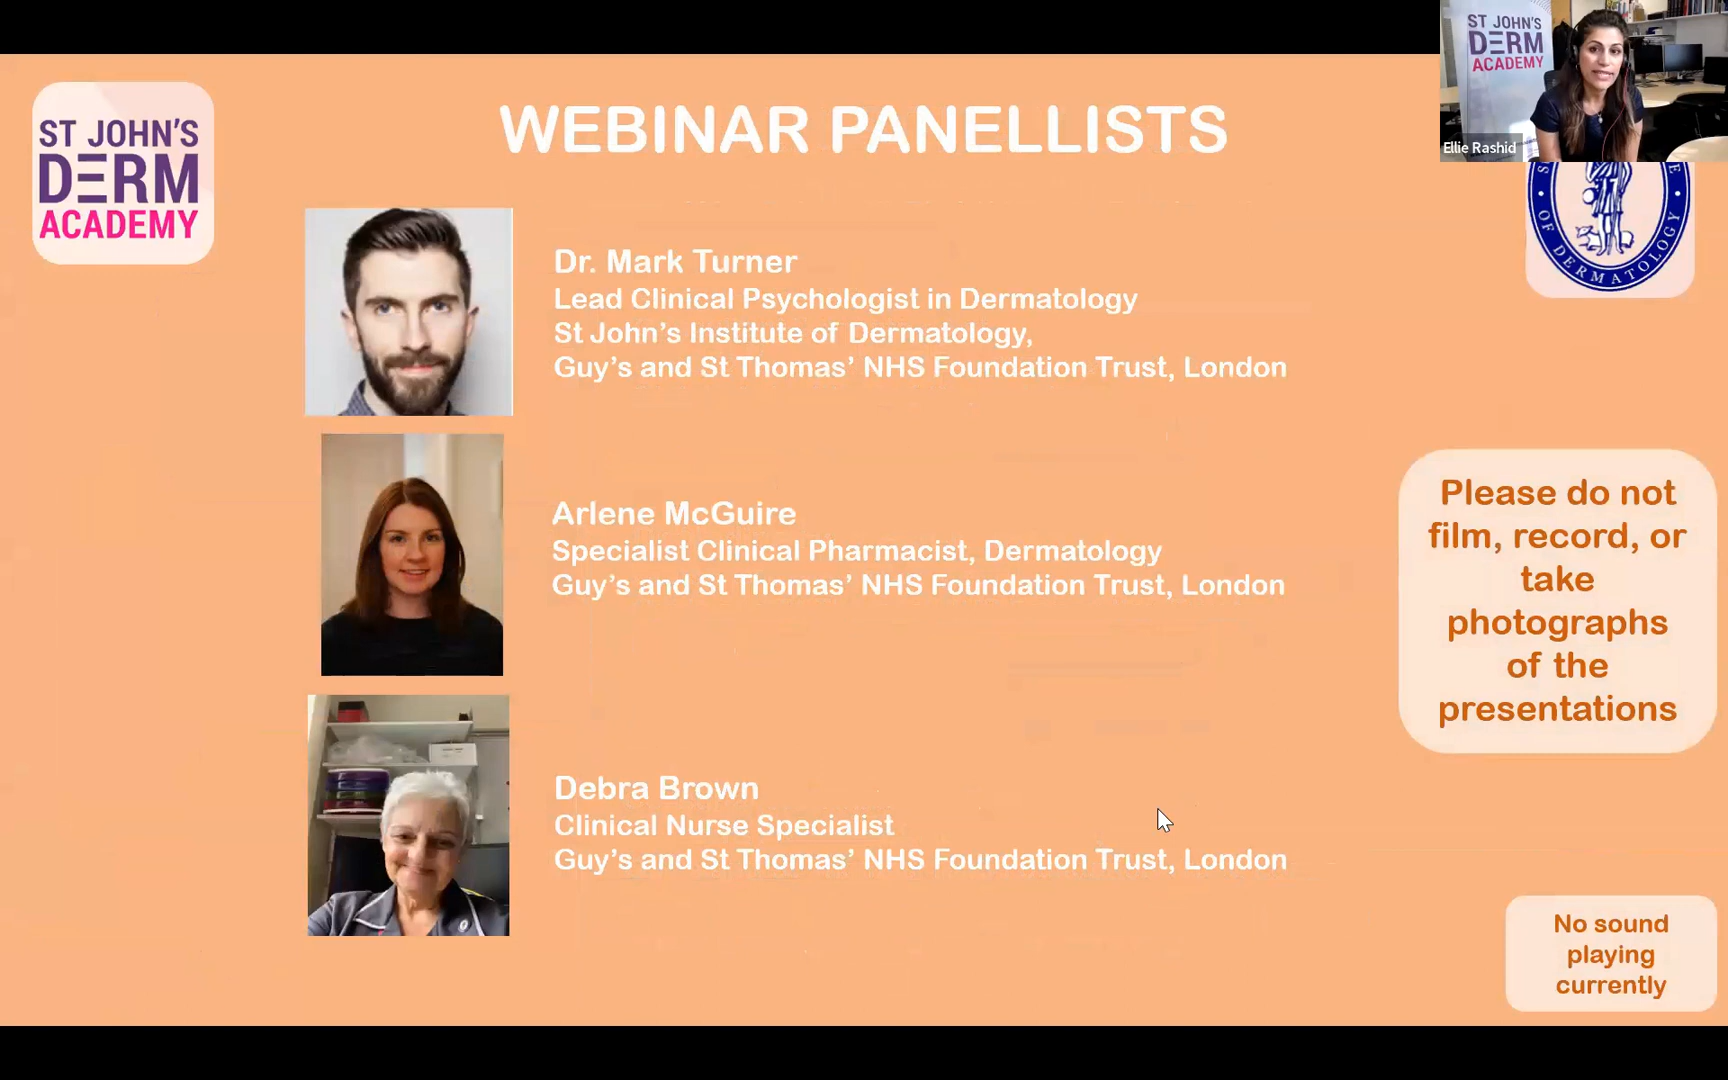 ST JOHN'S
DERM
ACADEMY
WEBINAR PANELLISTS
ST JOHN'S
DERM
ACADEMY
Ellie Rashid
OF DERMATOLOGY
Dr. Mark Turner
Lead Clinical Psychologist in Dermatology
St John's Institute of Dermatology,
Guy's and St Thomas' NHS Foundation Trust, London
Arlene McGuire
Specialist Clinical Pharmacist, Dermatology
Guy's and St Thomas' NHS Foundation Trust, London
Please do not
film, record, or
take
photographs
of the
presentations
Debra Brown
Clinical Nurse Specialist
Guy's and St Thomas' NHS Foundation Trust, London
No sound
playing
currently